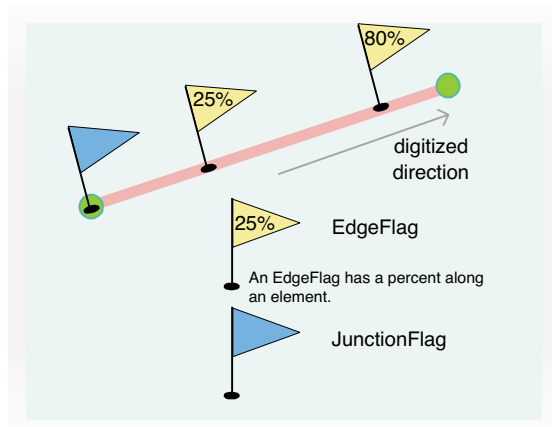 80%
25%
digitized
direction
25%
EdgeFlag
An EdgeFlag has a percent along
an element.
JunctionFlag